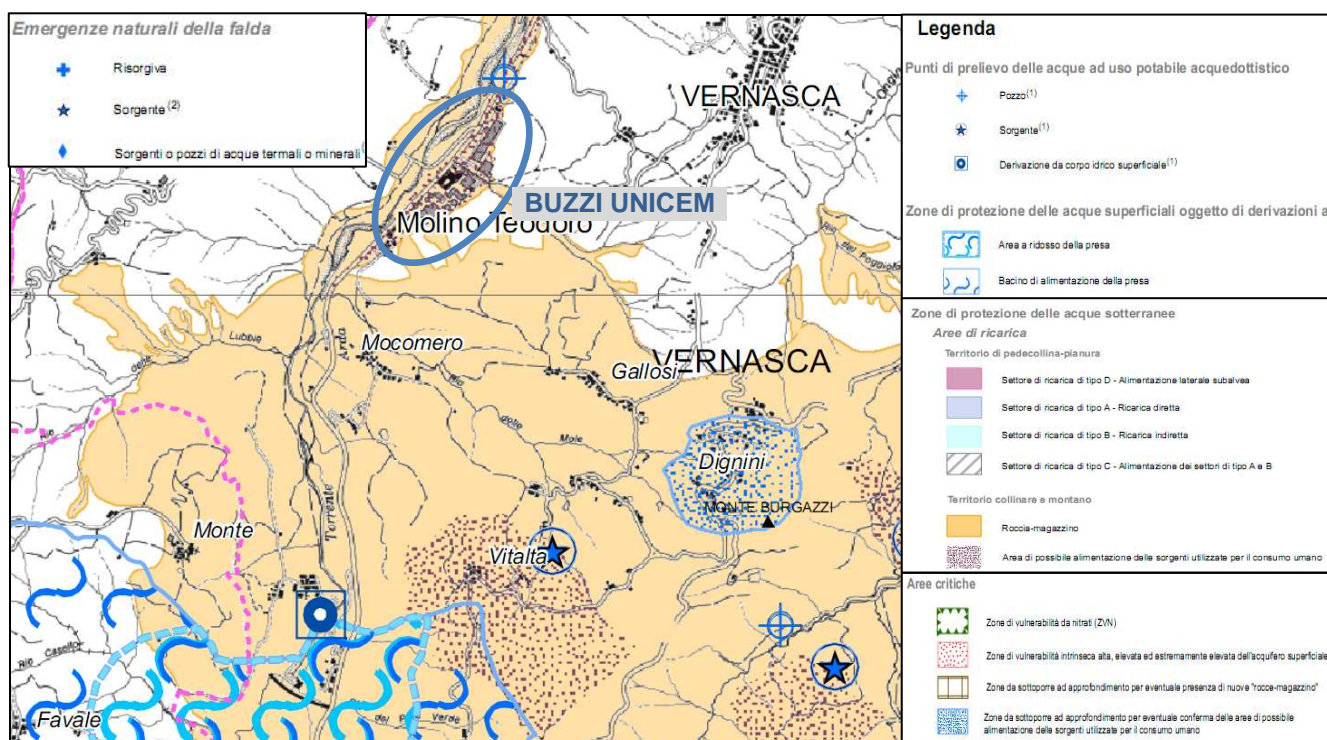 Emergenze naturali della falda
Risorgiva
Sorgente (2)
Sorgenti o pozzi di acque termali o minerali(
VERNASCA
BUZZI UNICEM
Molino Teodoro
Lubbio
Arda
Mocomero
Gallosi
VERNASCA
Dignini
MONTE BURGAZZI
Monte
Torrente
Vitalta
Rio
Favale
Verde
Legenda
Punti di prelievo delle acque ad uso potabile acquedottistico
Pozzo(1)
Sorgente(1)
Derivazione da corpo idrico superficiale(1)
Zone di protezione delle acque superficiali oggetto di derivazioni a
Area a ridosso della presa
Bacino di alimentazione della presa
Zone di protezione delle acque sotterranee
Aree di ricarica
Territorio di pedecollina-pianura
Settore di ricarica di tipo D - Alimentazione laterale subalvea
Settore di ricarica di tipo A - Ricarica diretta
Settore di ricarica di tipo B - Ricarica indiretta
Settore di ricarica di tipo C - Alimentazione dei settori di tipo A e B
Territorio collinare e montano
Roccia-magazzino
Area di possibile alimentazione delle sorgenti utilizzate per il consumo umano
Aree critiche
Zone di vulnerabilità da nitrati (ZVN)
Zone di vulnerabilità intrinseca alta, elevata ed estremamente elevata dell'acquifero superficiale
Zone da sottoporre ad approfondimento per eventuale presenza di nuove "rocce-magazzino"
Zone da sottoporre ad approfondimento per eventuale conferma delle aree di possibile
alimentazione delle sorgenti utilizzate per il consumo umano